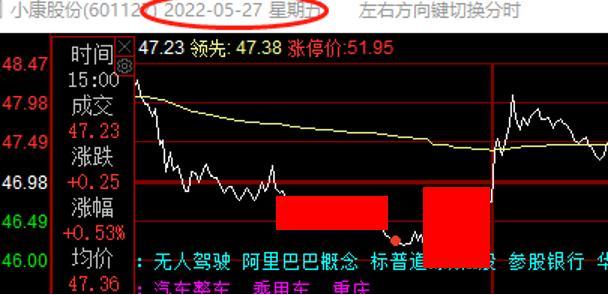 小康股份(60112 2022-05-27 星期五 左右方向键切换分时
47.23 领先: 47.38 涨停价:51.95
48.47
47.98
47.49
46.98
46.49
46.00
时间
15:00
成交
47.23
涨跌
+0.25
涨幅
+0.53%
均价
47.36
: 无人驾驶 阿里巴巴概念 标普道 股 参股银行 华
: 汽车整车 乘用车 重庆